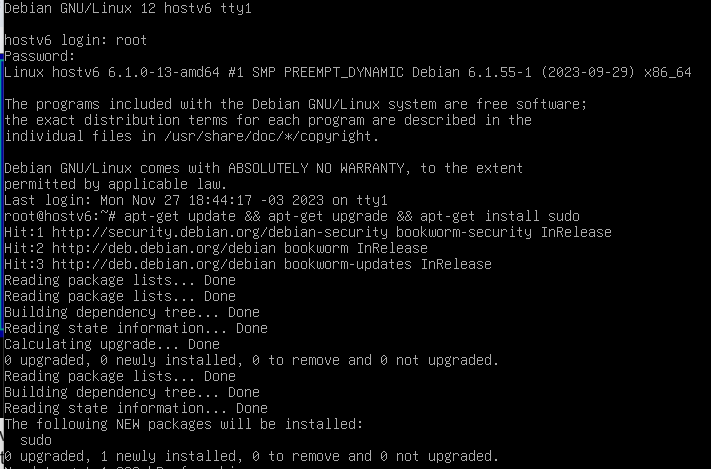 Debian GNU/Linux 12 hostv6 tty1
hostv6 login: root
Password:
Linux hostv6 6.1.0-13-amd64 #1 SMP PREEMPT_DYNAMIC Debian 6.1.55-1 (2023-09-29) x86_64
The programs included with the Debian GNU/Linux system are free software;
the exact distribution terms for each program are described in the
individual files in /usr/share/doc/*/copyright.
Debian GNU/Linux comes with ABSOLUTELY NO WARRANTY, to the extent
permitted by applicable law.
Last login: Mon Nov 27 18:44:17 -03 2023 on tty1
root@hostv6:~# apt-get update && apt-get upgrade && apt-get install sudo
Hit:1 http://security.debian.org/debian-security bookworm-security InRelease
Hit:2 http://deb.debian.org/debian bookworm InRelease
Hit:3 http://deb.debian.org/debian bookworm-updates InRelease
Reading package lists... Done
Reading package lists... Done
Building dependency tree... Done
Reading state information... Done
Calculating upgrade... Done
0 upgraded, 0 newly installed, 0 to remove and 0 not upgraded.
Reading package lists... Done
Building dependency tree... Done
Reading state information... Done
The following NEW packages will be installed:
sudo
0 upgraded, 1 newly installed, 0 to remove and 0 not upgraded.